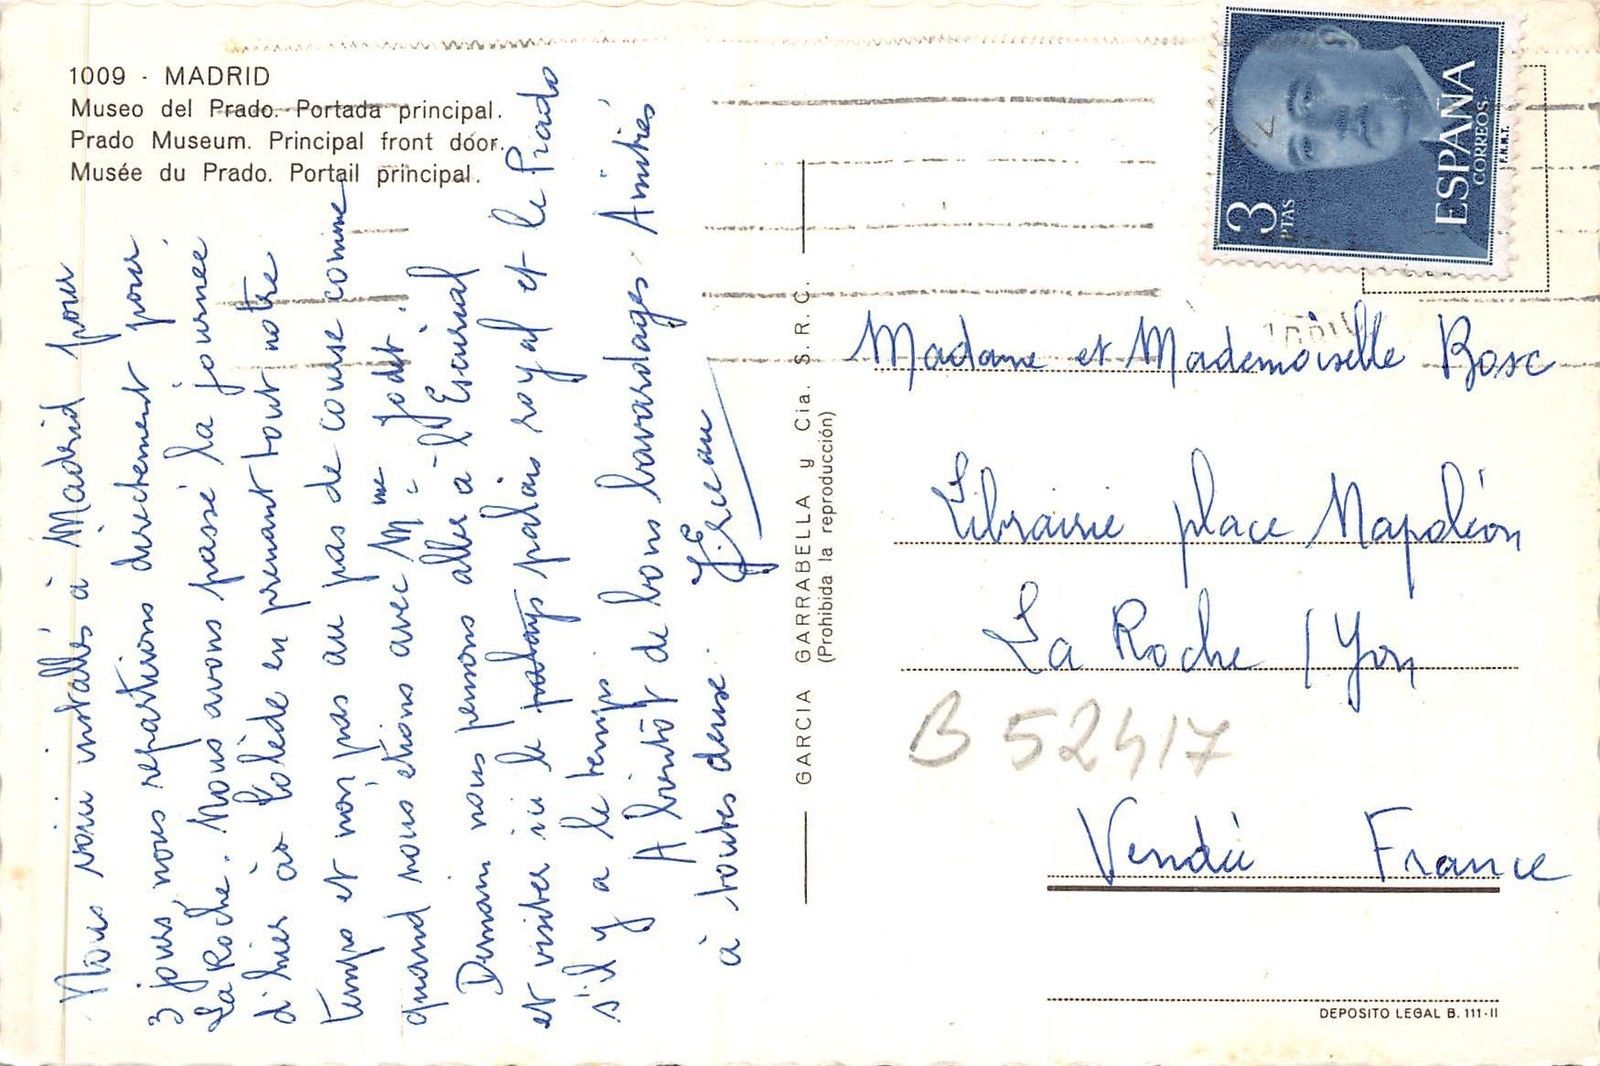 1009 - MADRID
Museo del Prado. Portada principal.
Prado Museum. Principal front door.
Musée du Prado. Portail principal.
Nous voici installés à Madrid pour
3 jours, nous repartirons directement pour
La Roche. Nous avons passé la journée
d'hier à Tolède en prenant tout notre
temps et non pas au pas de course comme
quand nous étions avec Mme Jodt !
Demain nous pensons aller à l'Escurial
et visiter ici le palais royal et le Prado
s'il y a le temps
A bientôt de bons bavardages. Amitiés
à toutes deux.
GARCIA GARRABELLA y Cia. S. R. C.
(Prohibida la reproducción)
3 PTAS
ESPAÑA
CORREOS
F.N.M.T.
Madame et Mademoiselle Bosc
Librairie place Napoléon
La Roche / Yon
B 52417
Vendée France
DEPOSITO LEGAL B. 111-II